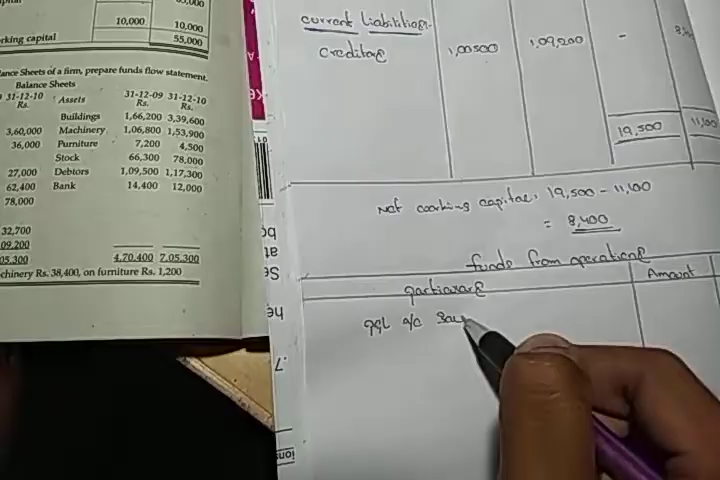 10,000 10,000
rking capital 55,000
ance Sheets of a firm, prepare funds flow statement.
Balance Sheets
31-12-10 Assets 31-12-09 31-12-10
Rs. Rs. Rs.
Buildings 1,66,200 3,39,600
3,60,000 Machinery 1,06,800 1,53,900
36,000 Furniture 7,200 4,500
Stock 66,300 78,000
27,000 Debtors 1,09,500 1,17,300
62,400 Bank 14,400 12,000
78,000
32,700
09,200
05,300 4,70,400 7,05,300
chinery Rs. 38,400, on furniture Rs. 1,200
current liabilities
Creditors 1,00500 1,09,200 -
19,500 11,100
Net working capital = 19,500 - 11,100
= 8,400
funds from operations
particulars Amount
p&l a/c